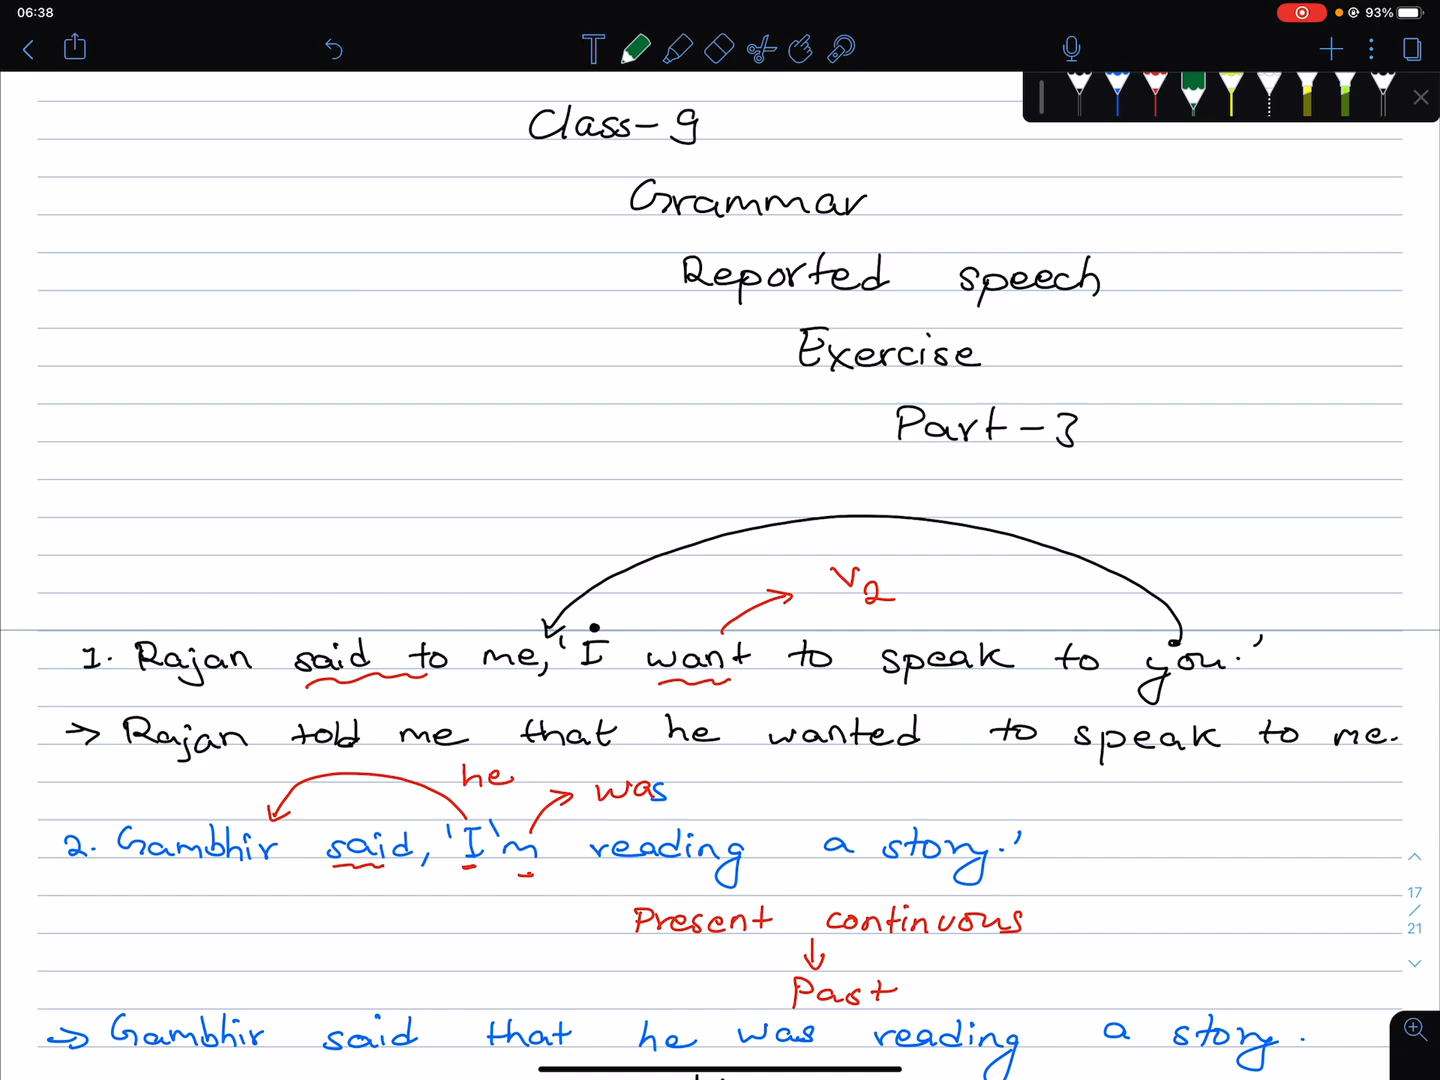 06:38
93%
Class-9
Grammar
Reported speech
Exercise
Part-3
V2
1. Rajan said to me, 'I want to speak to you.'
→ Rajan told me that he wanted to speak to me.
he
was
2. Gambhir said, 'I'm reading a story.'
Present continuous
↓
Past
→ Gambhir said that he was reading a story.
17
/
21